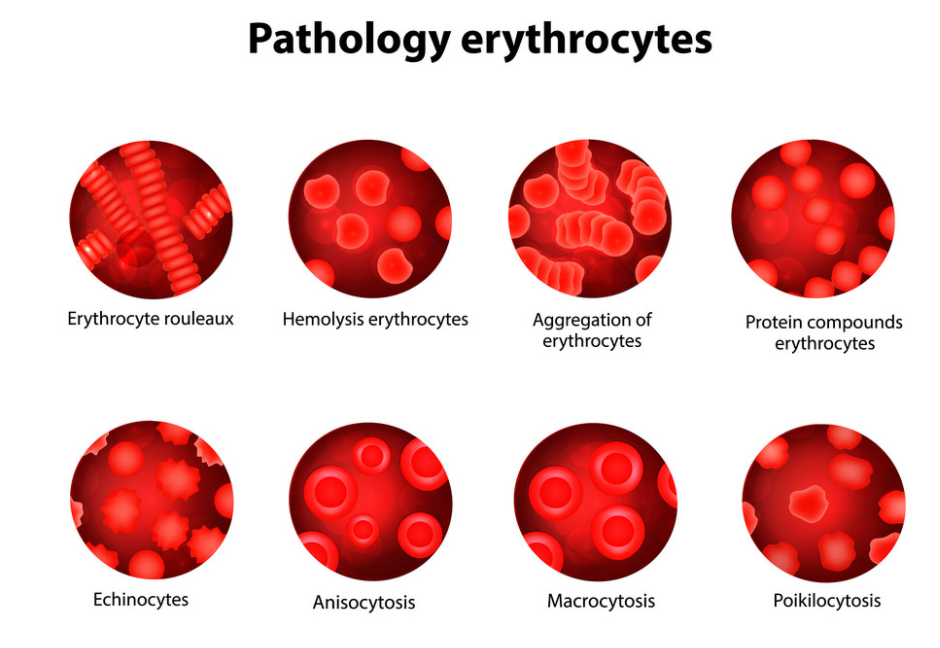 Pathology erythrocytes
Erythrocyte rouleaux
Hemolysis erythrocytes
Aggregation of
erythrocytes
Protein compounds
erythrocytes
Echinocytes
Anisocytosis
Macrocytosis
Poikilocytosis